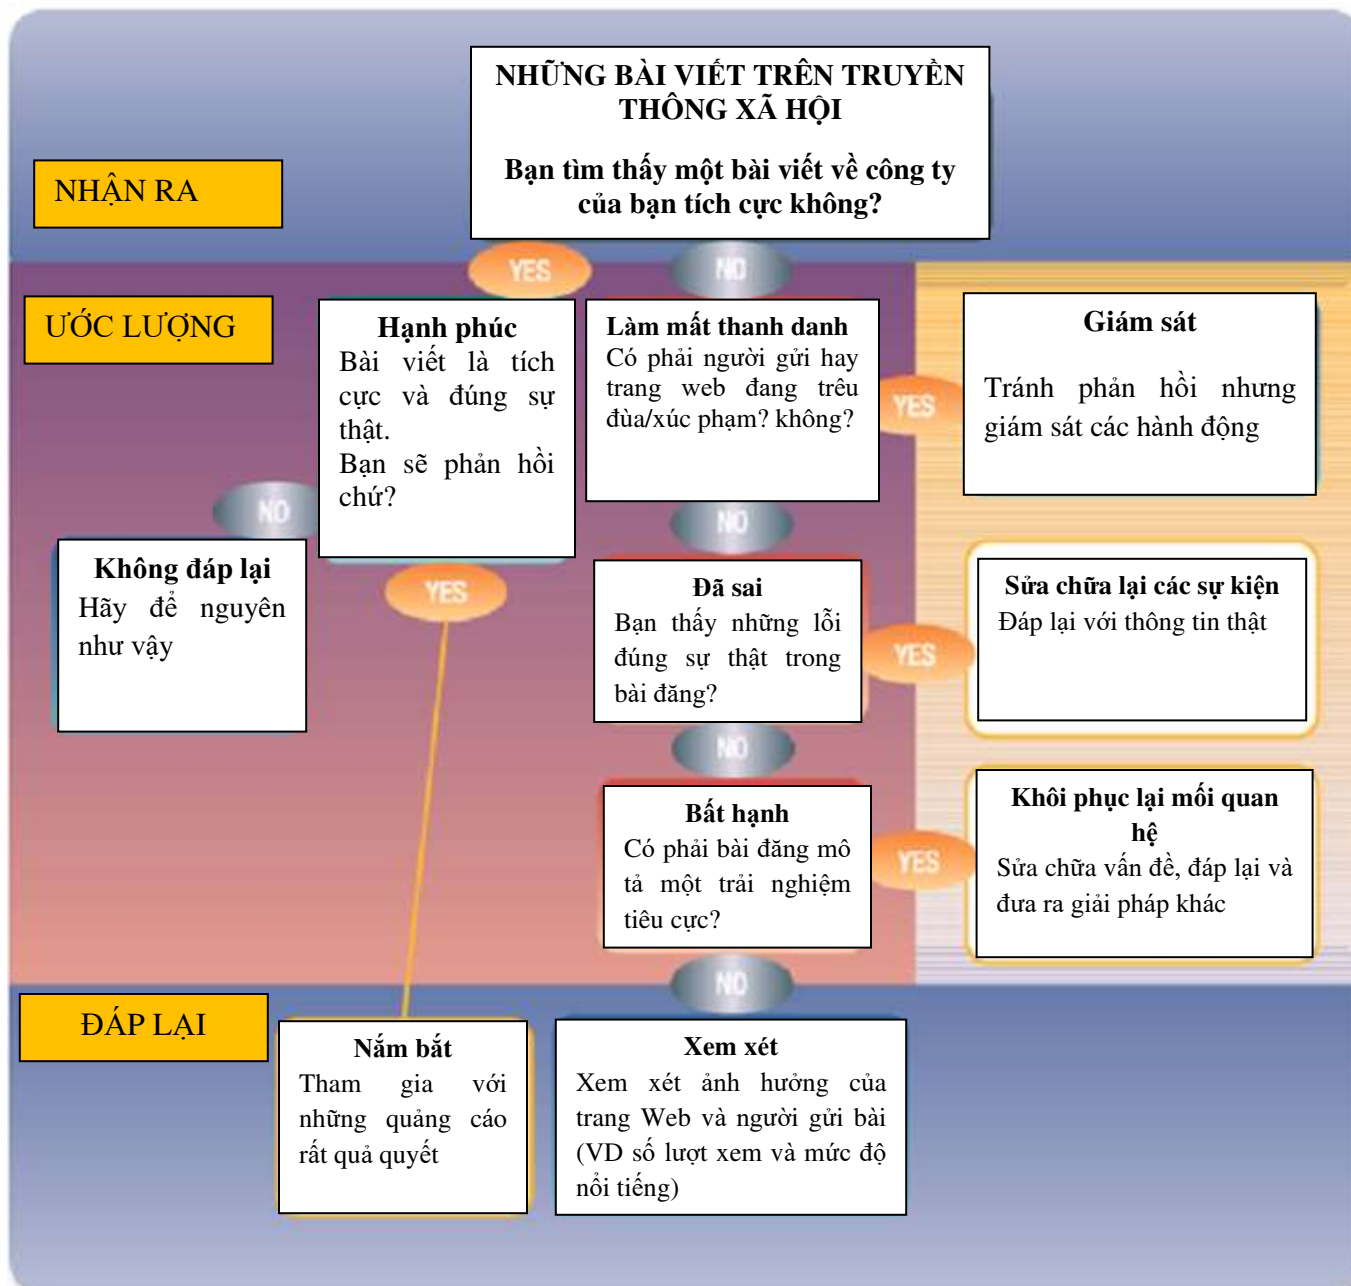 NHỮNG BÀI VIẾT TRÊN TRUYỀN
THÔNG XÃ HỘI
Bạn tìm thấy một bài viết về công ty
của bạn tích cực không?
NHẬN RA
YES
NO
ƯỚC LƯỢNG
Hạnh phúc
Bài viết là tích
cực và đúng sự
thật.
Bạn sẽ phản hồi
chứ?
Làm mất thanh danh
Có phải người gửi hay
trang web đang trêu
đùa/xúc phạm? không?
YES
Giám sát
Tránh phản hồi nhưng
giám sát các hành động
NO
NO
Không đáp lại
Hãy để nguyên
như vậy
YES
Đã sai
Bạn thấy những lỗi
đúng sự thật trong
bài đăng?
YES
Sửa chữa lại các sự kiện
Đáp lại với thông tin thật
NO
Bất hạnh
Có phải bài đăng mô
tả một trải nghiệm
tiêu cực?
YES
Khôi phục lại mối quan
hệ
Sửa chữa vấn đề, đáp lại và
đưa ra giải pháp khác
NO
ĐÁP LẠI
Nắm bắt
Tham gia với
những quảng cáo
rất quả quyết
Xem xét
Xem xét ảnh hưởng của
trang Web và người gửi bài
(VD số lượt xem và mức độ
nổi tiếng)